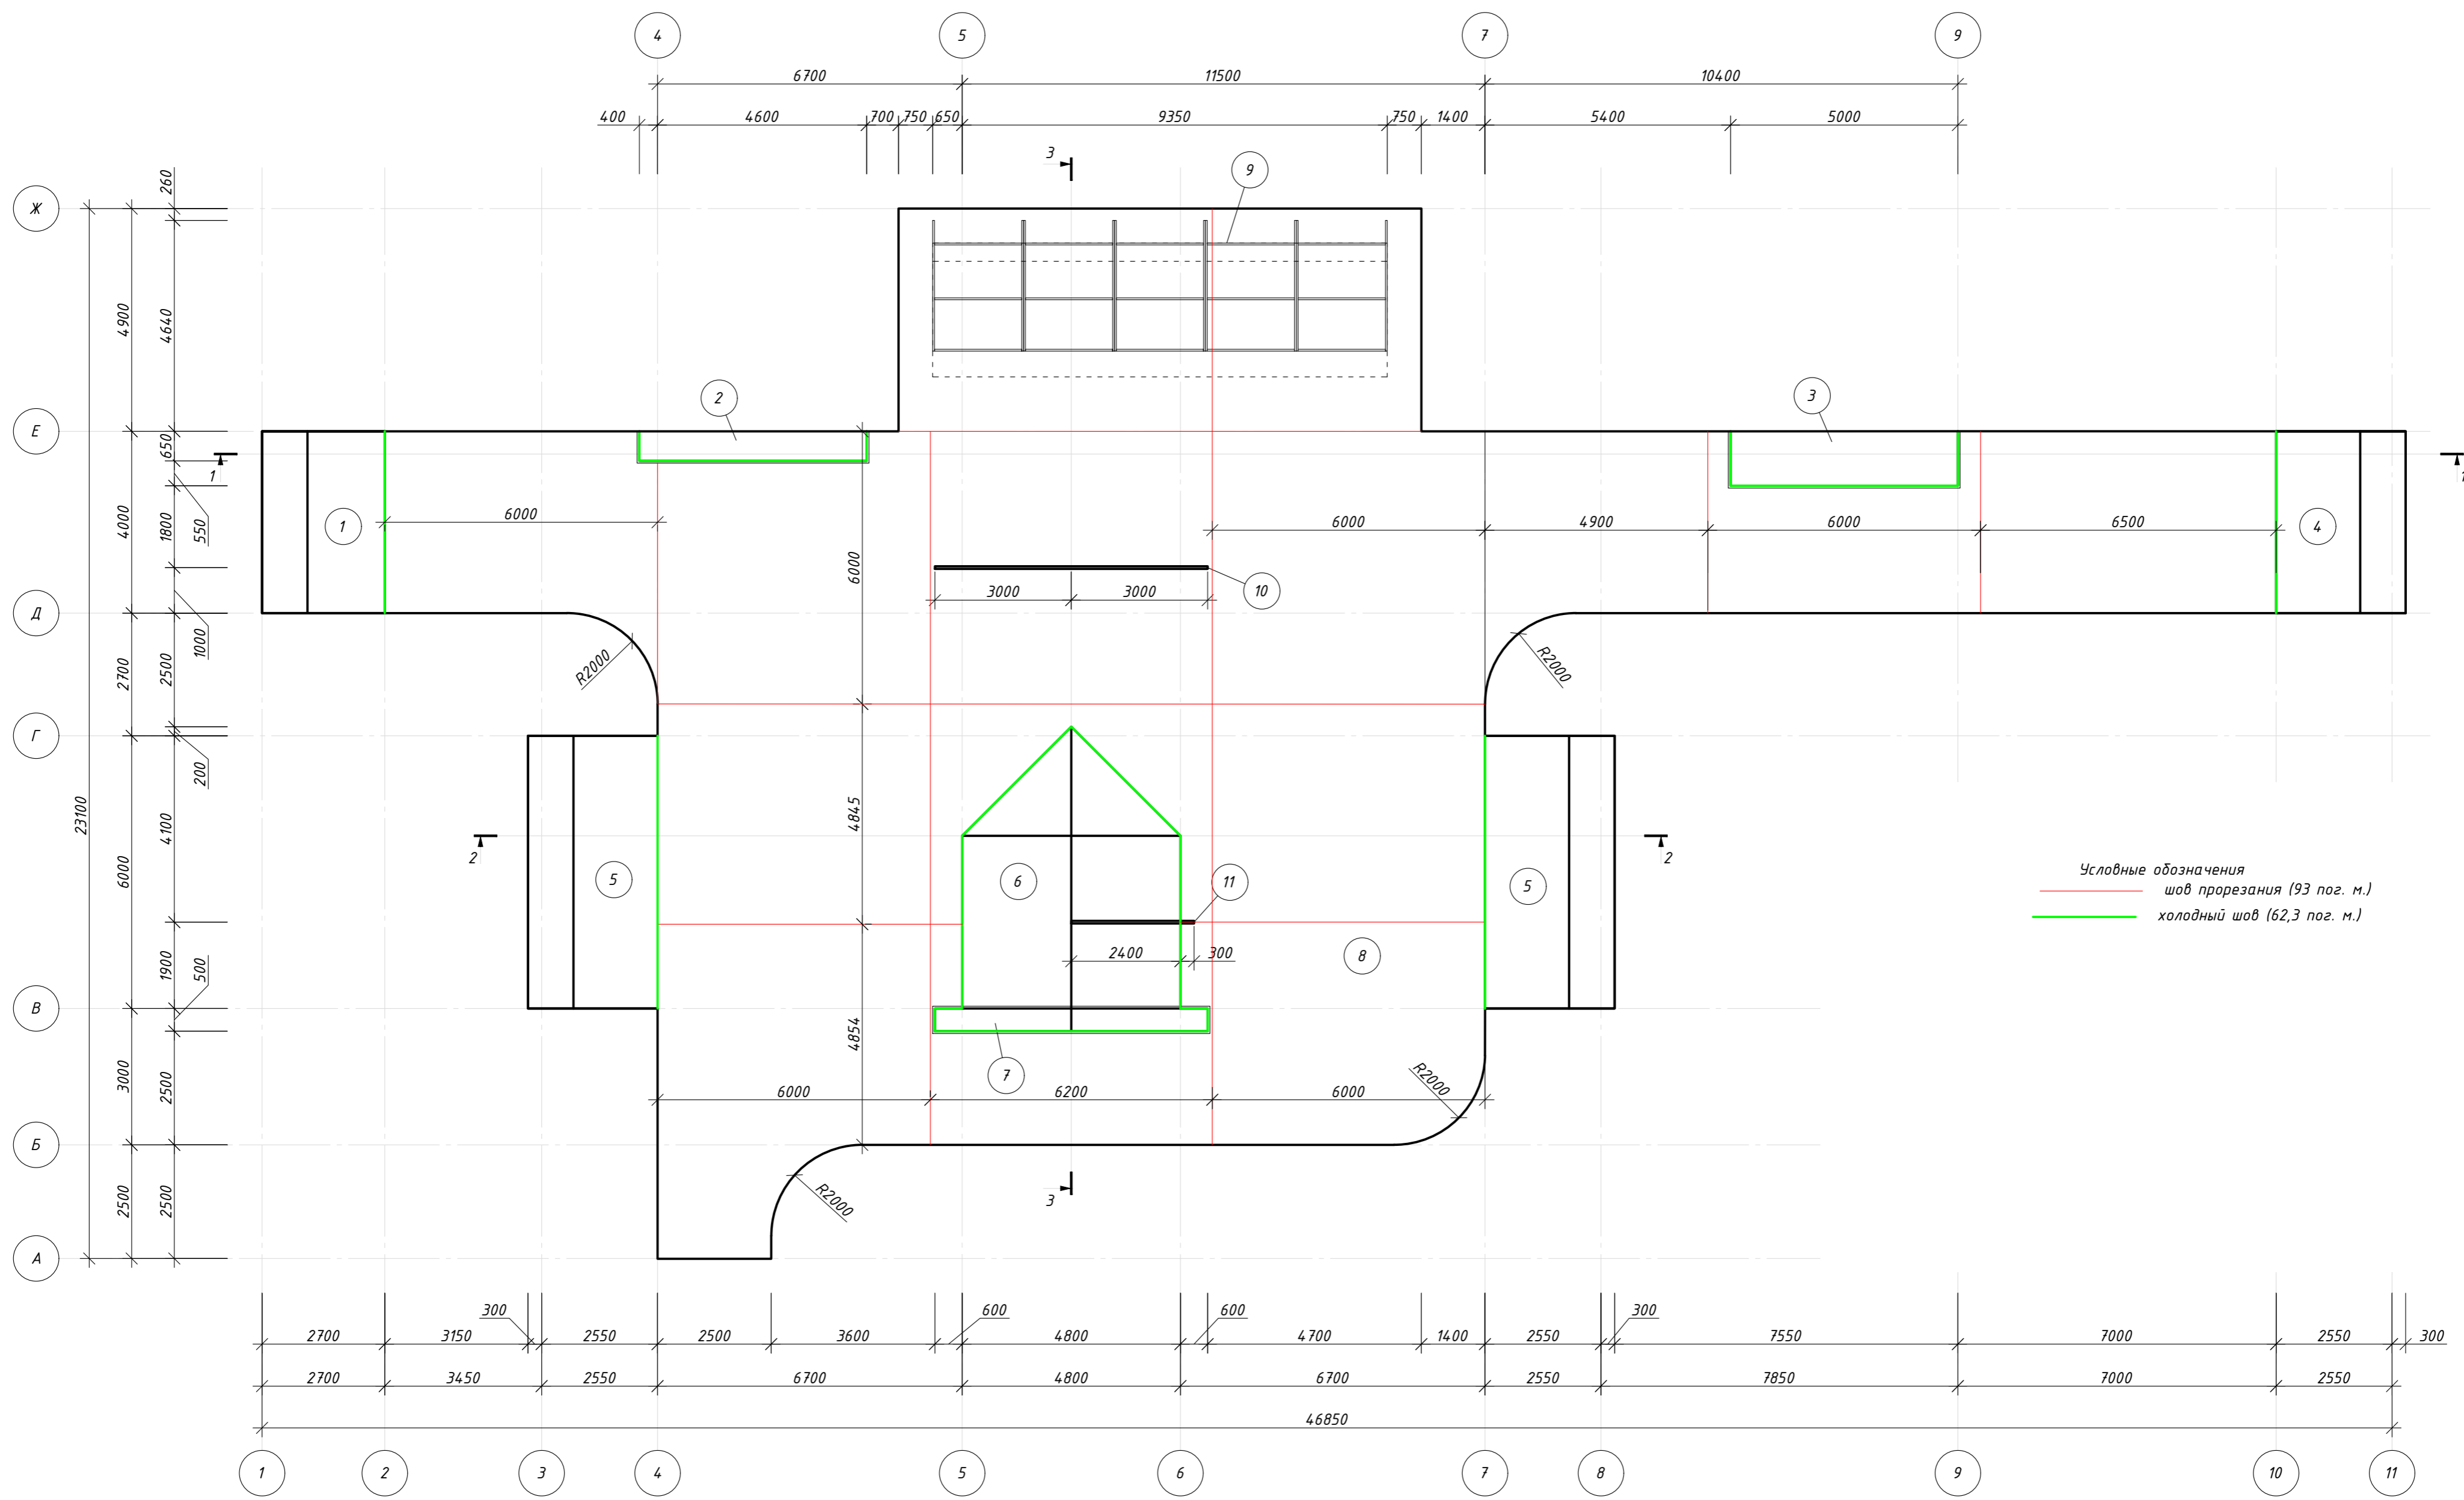 4 5 7 9
6700 11500 10400
400 4600 700 750 650 9350 750 1400 5400 5000
3 9
260
Ж
4900 4640
2 3
Е
650
1 1
4000 1800 550
1 6000 6000 6000 4900 6000 6500 4
3000 3000 10
Д
1000
2700 2500
R2000 R2000
Г
200
23100
4845
4100
2 2
6000
5 6 11 5
Условные обозначения
шов прорезания (93 пог. м.)
холодный шов (62,3 пог. м.)
1900 500
2400 300 8
В
4854
3000 2500
7
6000 6200 6000
R2000
Б
2500 2500
R2000
3
А
300 600 600 300
2700 3150 2550 2500 3600 4800 4700 1400 2550 7550 7000 2550 300
2700 3450 2550 6700 4800 6700 2550 7850 7000 2550
46850
1 2 3 4 5 6 7 8 9 10 11